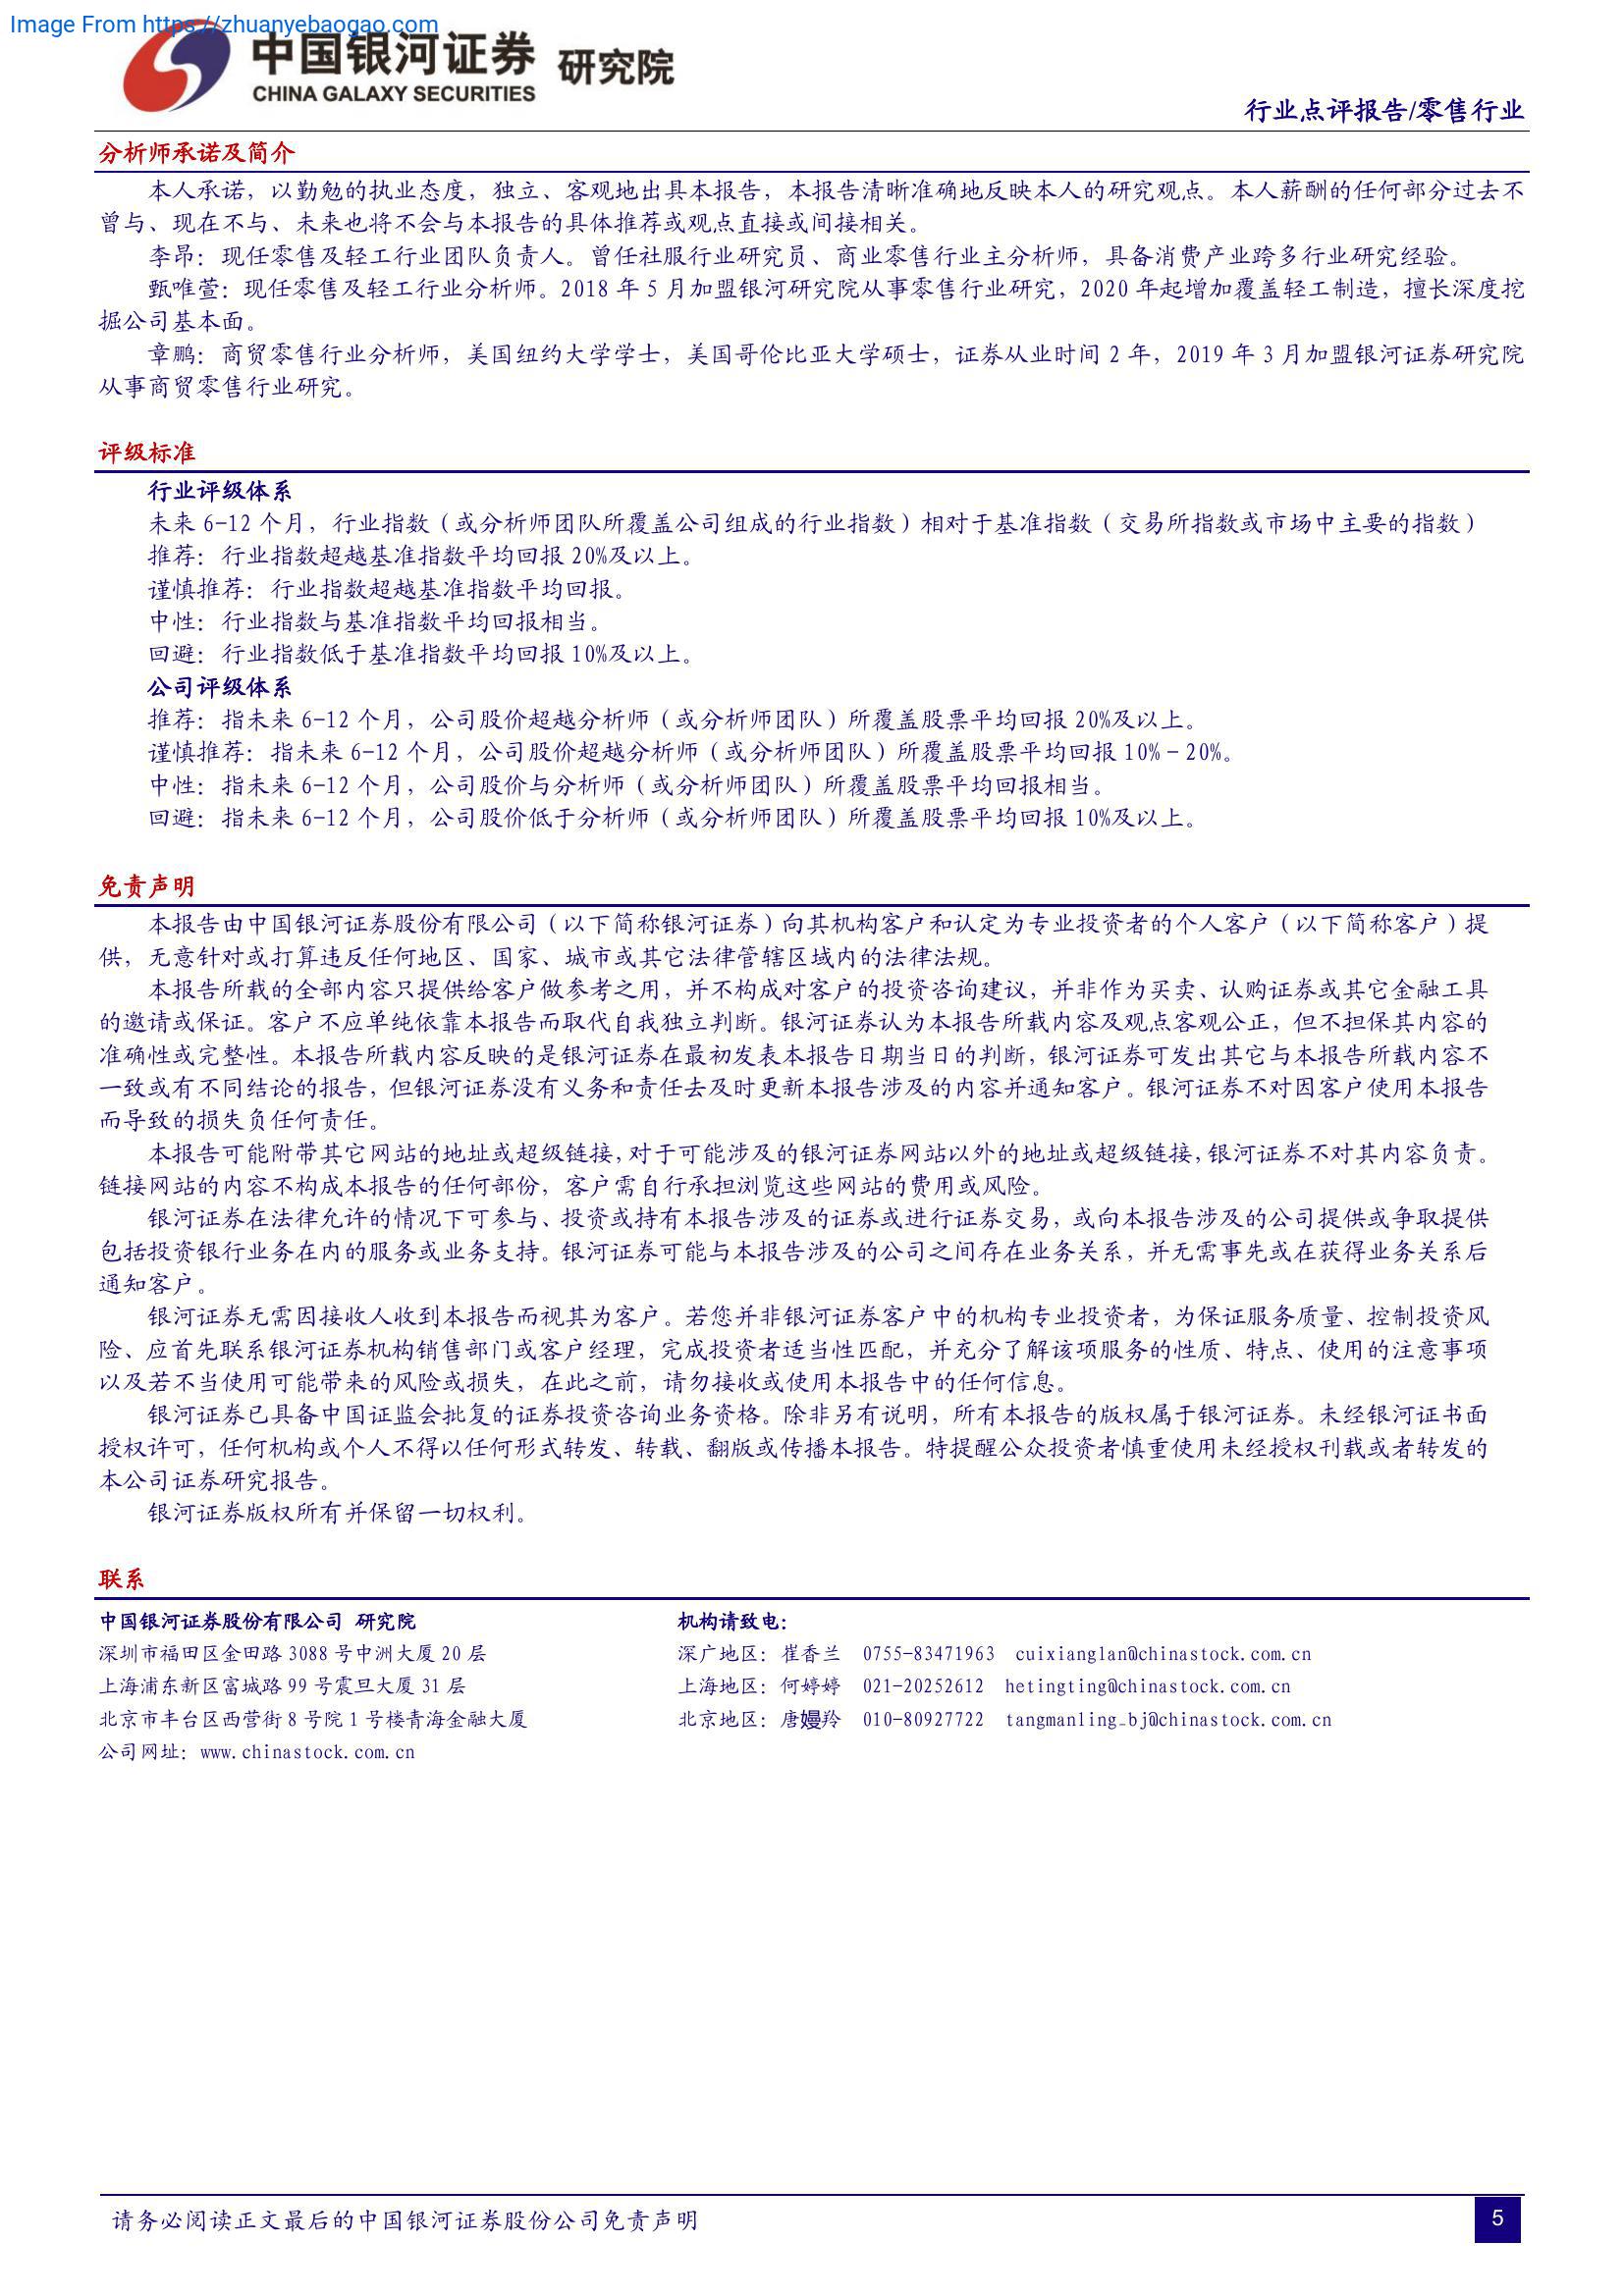 Image From https://zhuanyebaogao.com
中国银河证券 研究院
CHINA GALAXY SECURITIES
行业点评报告/零售行业
分析师承诺及简介
本人承诺，以勤勉的执业态度，独立、客观地出具本报告，本报告清晰准确地反映本人的研究观点。本人薪酬的任何部分过去不
曾与、现在不与、未来也将不会与本报告的具体推荐或观点直接或间接相关。
李昂：现任零售及轻工行业团队负责人。曾任社服行业研究员、商业零售行业主分析师，具备消费产业跨多行业研究经验。
甄唯萱：现任零售及轻工行业分析师。2018 年 5 月加盟银河研究院从事零售行业研究，2020 年起增加覆盖轻工制造，擅长深度挖
掘公司基本面。
章鹏：商贸零售行业分析师，美国纽约大学学士，美国哥伦比亚大学硕士，证券从业时间 2 年，2019 年 3 月加盟银河证券研究院
从事商贸零售行业研究。
评级标准
行业评级体系
未来 6-12 个月，行业指数（或分析师团队所覆盖公司组成的行业指数）相对于基准指数（交易所指数或市场中主要的指数）
推荐：行业指数超越基准指数平均回报 20%及以上。
谨慎推荐：行业指数超越基准指数平均回报。
中性：行业指数与基准指数平均回报相当。
回避：行业指数低于基准指数平均回报 10%及以上。
公司评级体系
推荐：指未来 6-12 个月，公司股价超越分析师（或分析师团队）所覆盖股票平均回报 20%及以上。
谨慎推荐：指未来 6-12 个月，公司股价超越分析师（或分析师团队）所覆盖股票平均回报 10%－20%。
中性：指未来 6-12 个月，公司股价与分析师（或分析师团队）所覆盖股票平均回报相当。
回避：指未来 6-12 个月，公司股价低于分析师（或分析师团队）所覆盖股票平均回报 10%及以上。
免责声明
本报告由中国银河证券股份有限公司（以下简称银河证券）向其机构客户和认定为专业投资者的个人客户（以下简称客户）提
供，无意针对或打算违反任何地区、国家、城市或其它法律管辖区域内的法律法规。
本报告所载的全部内容只提供给客户做参考之用，并不构成对客户的投资咨询建议，并非作为买卖、认购证券或其它金融工具
的邀请或保证。客户不应单纯依靠本报告而取代自我独立判断。银河证券认为本报告所载内容及观点客观公正，但不担保其内容的
准确性或完整性。本报告所载内容反映的是银河证券在最初发表本报告日期当日的判断，银河证券可发出其它与本报告所载内容不
一致或有不同结论的报告，但银河证券没有义务和责任去及时更新本报告涉及的内容并通知客户。银河证券不对因客户使用本报告
而导致的损失负任何责任。
本报告可能附带其它网站的地址或超级链接，对于可能涉及的银河证券网站以外的地址或超级链接，银河证券不对其内容负责。
链接网站的内容不构成本报告的任何部份，客户需自行承担浏览这些网站的费用或风险。
银河证券在法律允许的情况下可参与、投资或持有本报告涉及的证券或进行证券交易，或向本报告涉及的公司提供或争取提供
包括投资银行业务在内的服务或业务支持。银河证券可能与本报告涉及的公司之间存在业务关系，并无需事先或在获得业务关系后
通知客户。
银河证券无需因接收人收到本报告而视其为客户。若您并非银河证券客户中的机构专业投资者，为保证服务质量、控制投资风
险、应首先联系银河证券机构销售部门或客户经理，完成投资者适当性匹配，并充分了解该项服务的性质、特点、使用的注意事项
以及若不当使用可能带来的风险或损失，在此之前，请勿接收或使用本报告中的任何信息。
银河证券已具备中国证监会批复的证券投资咨询业务资格。除非另有说明，所有本报告的版权属于银河证券。未经银河证书面
授权许可，任何机构或个人不得以任何形式转发、转载、翻版或传播本报告。特提醒公众投资者慎重使用未经授权刊载或者转发的
本公司证券研究报告。
银河证券版权所有并保留一切权利。
联系
中国银河证券股份有限公司 研究院 机构请致电：
深圳市福田区金田路 3088 号中洲大厦 20 层 深广地区：崔香兰 0755-83471963 cuixianglan@chinastock.com.cn
上海浦东新区富城路 99 号震旦大厦 31 层 上海地区：何婷婷 021-20252612 hetingting@chinastock.com.cn
北京市丰台区西营街 8 号院 1 号楼青海金融大厦 北京地区：唐嫚羚 010-80927722 tangmanling_bj@chinastock.com.cn
公司网址：www.chinastock.com.cn
请务必阅读正文最后的中国银河证券股份公司免责声明 5